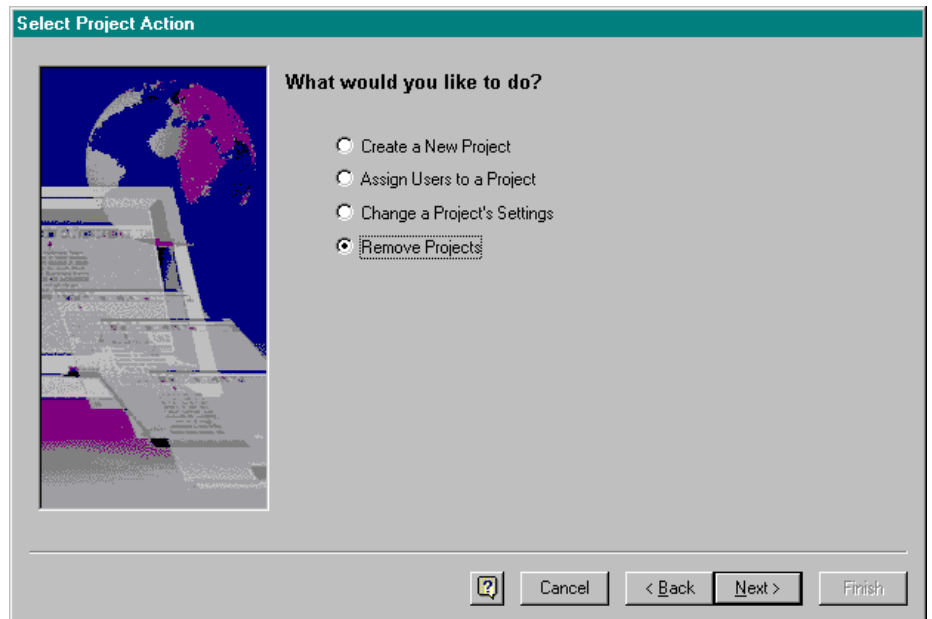 Select Project Action
What would you like to do?
Create a New Project
Assign Users to a Project
Change a Project's Settings
Remove Projects
? Cancel < Back Next > Finish